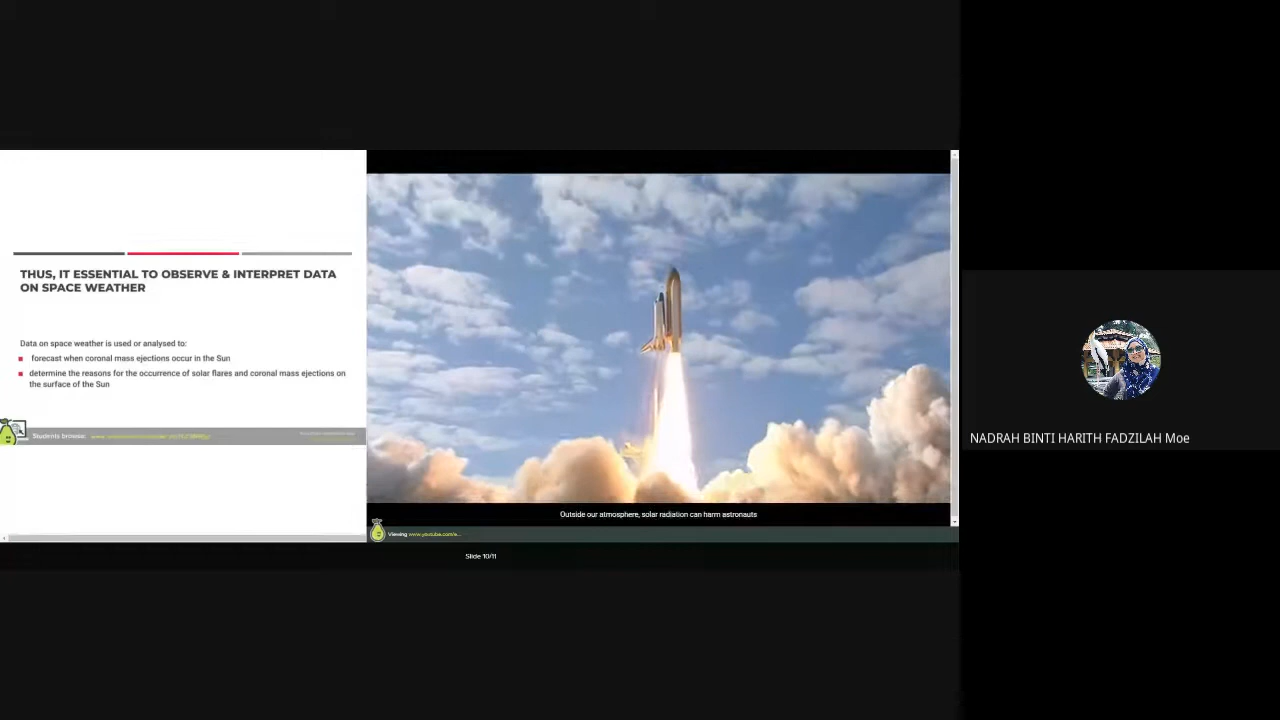 THUS, IT ESSENTIAL TO OBSERVE & INTERPRET DATA
ON SPACE WEATHER
Data on space weather is used or analysed to:
forecast when coronal mass ejections occur in the Sun
determine the reasons for the occurrence of solar flares and coronal mass ejections on
the surface of the Sun
Students browse:
Outside our atmosphere, solar radiation can harm astronauts
Viewing www.youtube.com/e...
Slide 10/11
NADRAH BINTI HARITH FADZILAH Moe